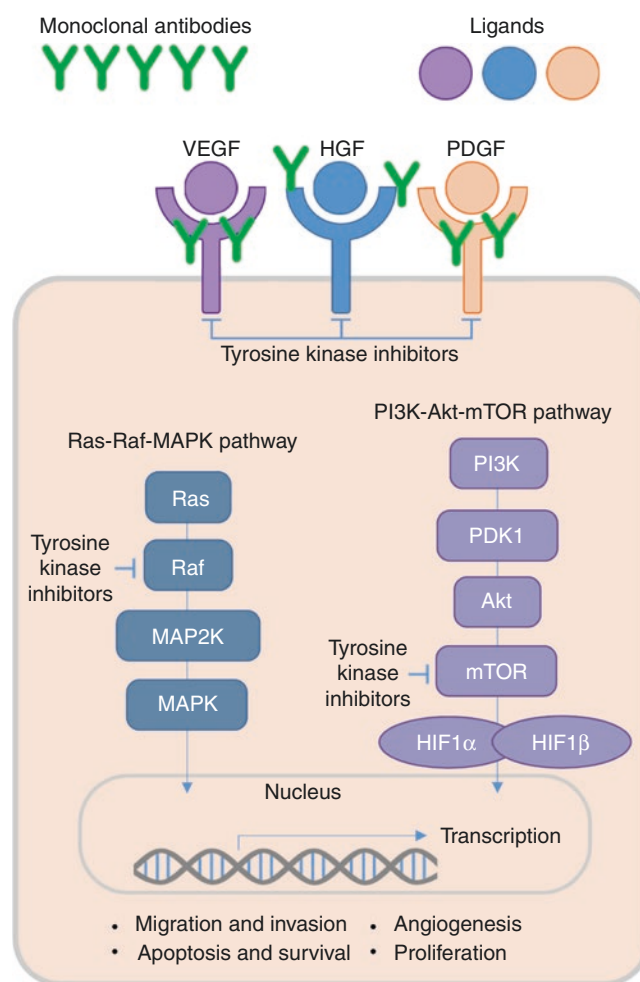 Monoclonal antibodies
Ligands
VEGF
HGF
PDGF
Tyrosine kinase inhibitors
Ras-Raf-MAPK pathway
Ras
Tyrosine
kinase
inhibitors
Raf
MAP2K
MAPK
PI3K-Akt-mTOR pathway
PI3K
PDK1
Akt
Tyrosine
kinase
inhibitors
mTOR
HIF1α
HIF1β
Nucleus
Transcription
• Migration and invasion
• Apoptosis and survival
• Angiogenesis
• Proliferation